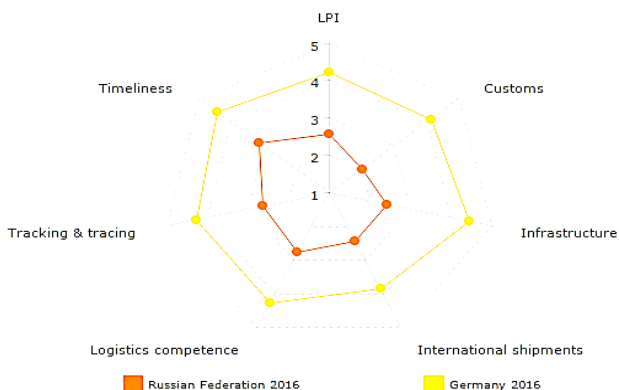 LPI
5
4
3
2
1
Timeliness
Customs
Tracking & tracing
Infrastructure
Logistics competence
International shipments
Russian Federation 2016
Germany 2016